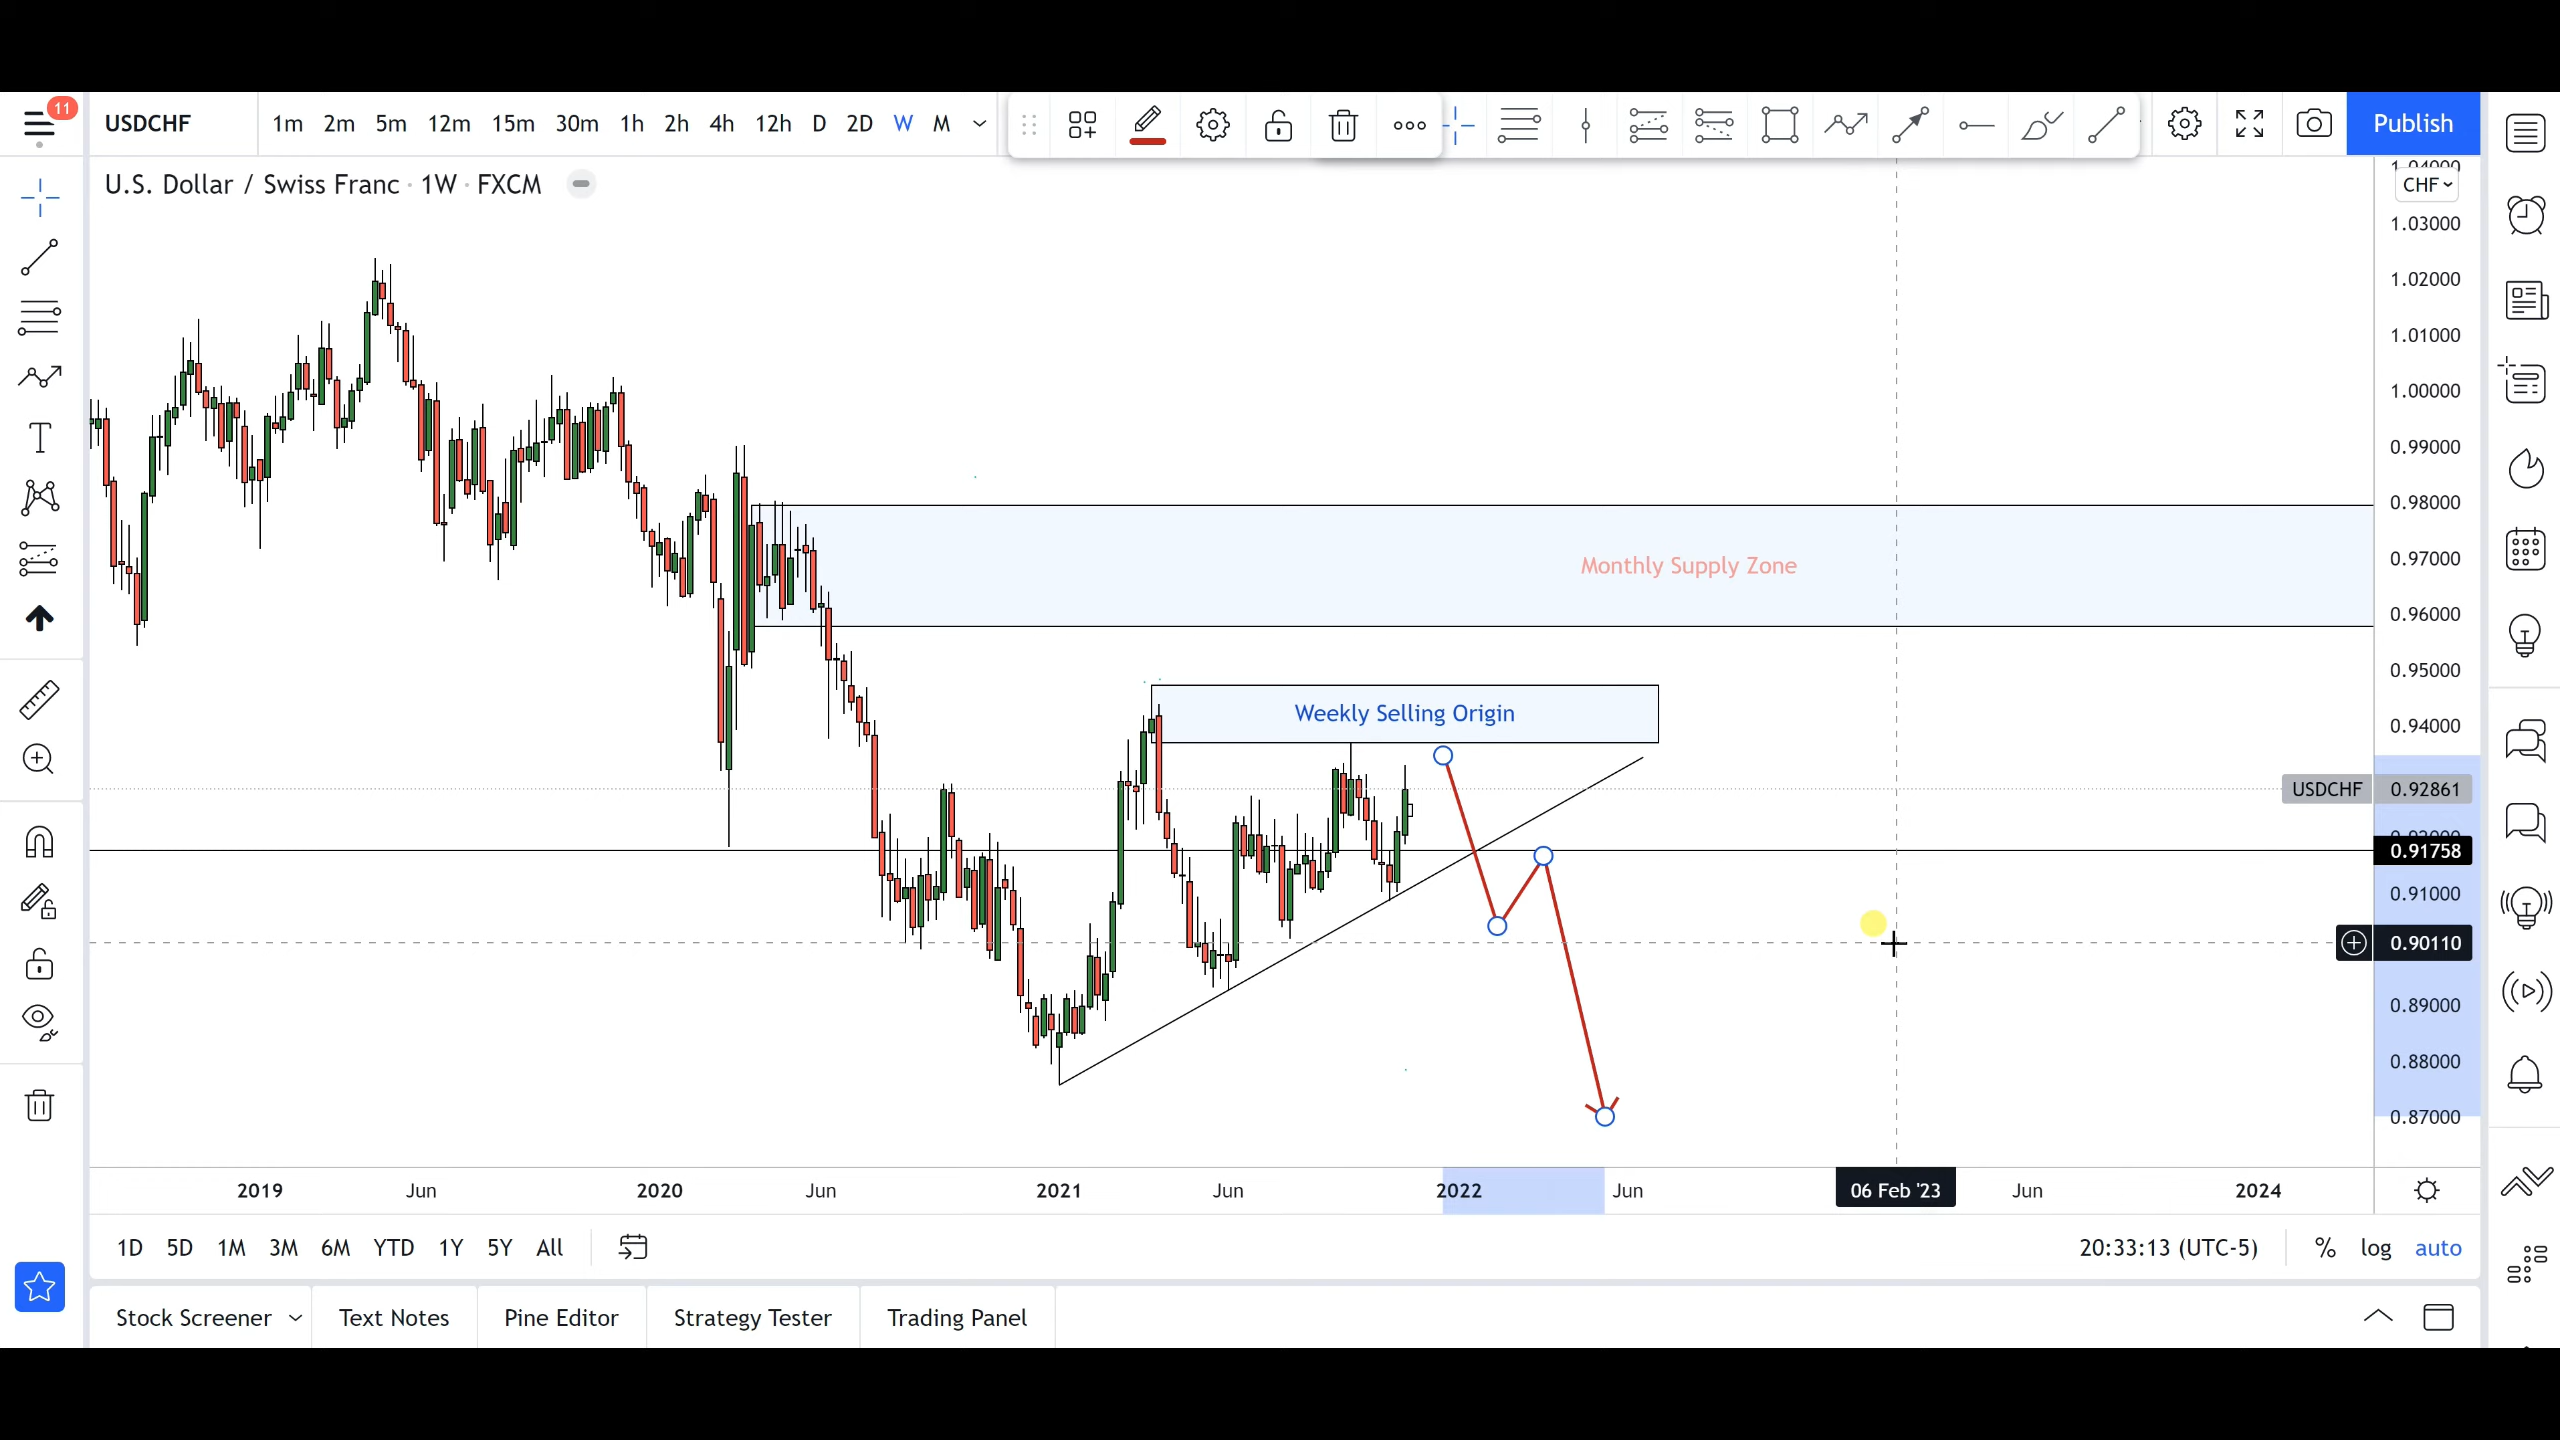 11
USDCHF 1m 2m 5m 12m 15m 30m 1h 2h 4h 12h D 2D W M Publish
U.S. Dollar / Swiss Franc · 1W · FXCM
1.04000
CHF
1.03000
1.02000
1.01000
1.00000
0.99000
0.98000
0.97000
Monthly Supply Zone
0.96000
0.95000
Weekly Selling Origin
0.94000
USDCHF 0.92861
0.92000
0.91758
0.91000
0.90110
0.89000
0.88000
0.87000
2019 Jun 2020 Jun 2021 Jun 2022 Jun 06 Feb '23 Jun 2024
1D 5D 1M 3M 6M YTD 1Y 5Y All 20:33:13 (UTC-5) % log auto
Stock Screener Text Notes Pine Editor Strategy Tester Trading Panel